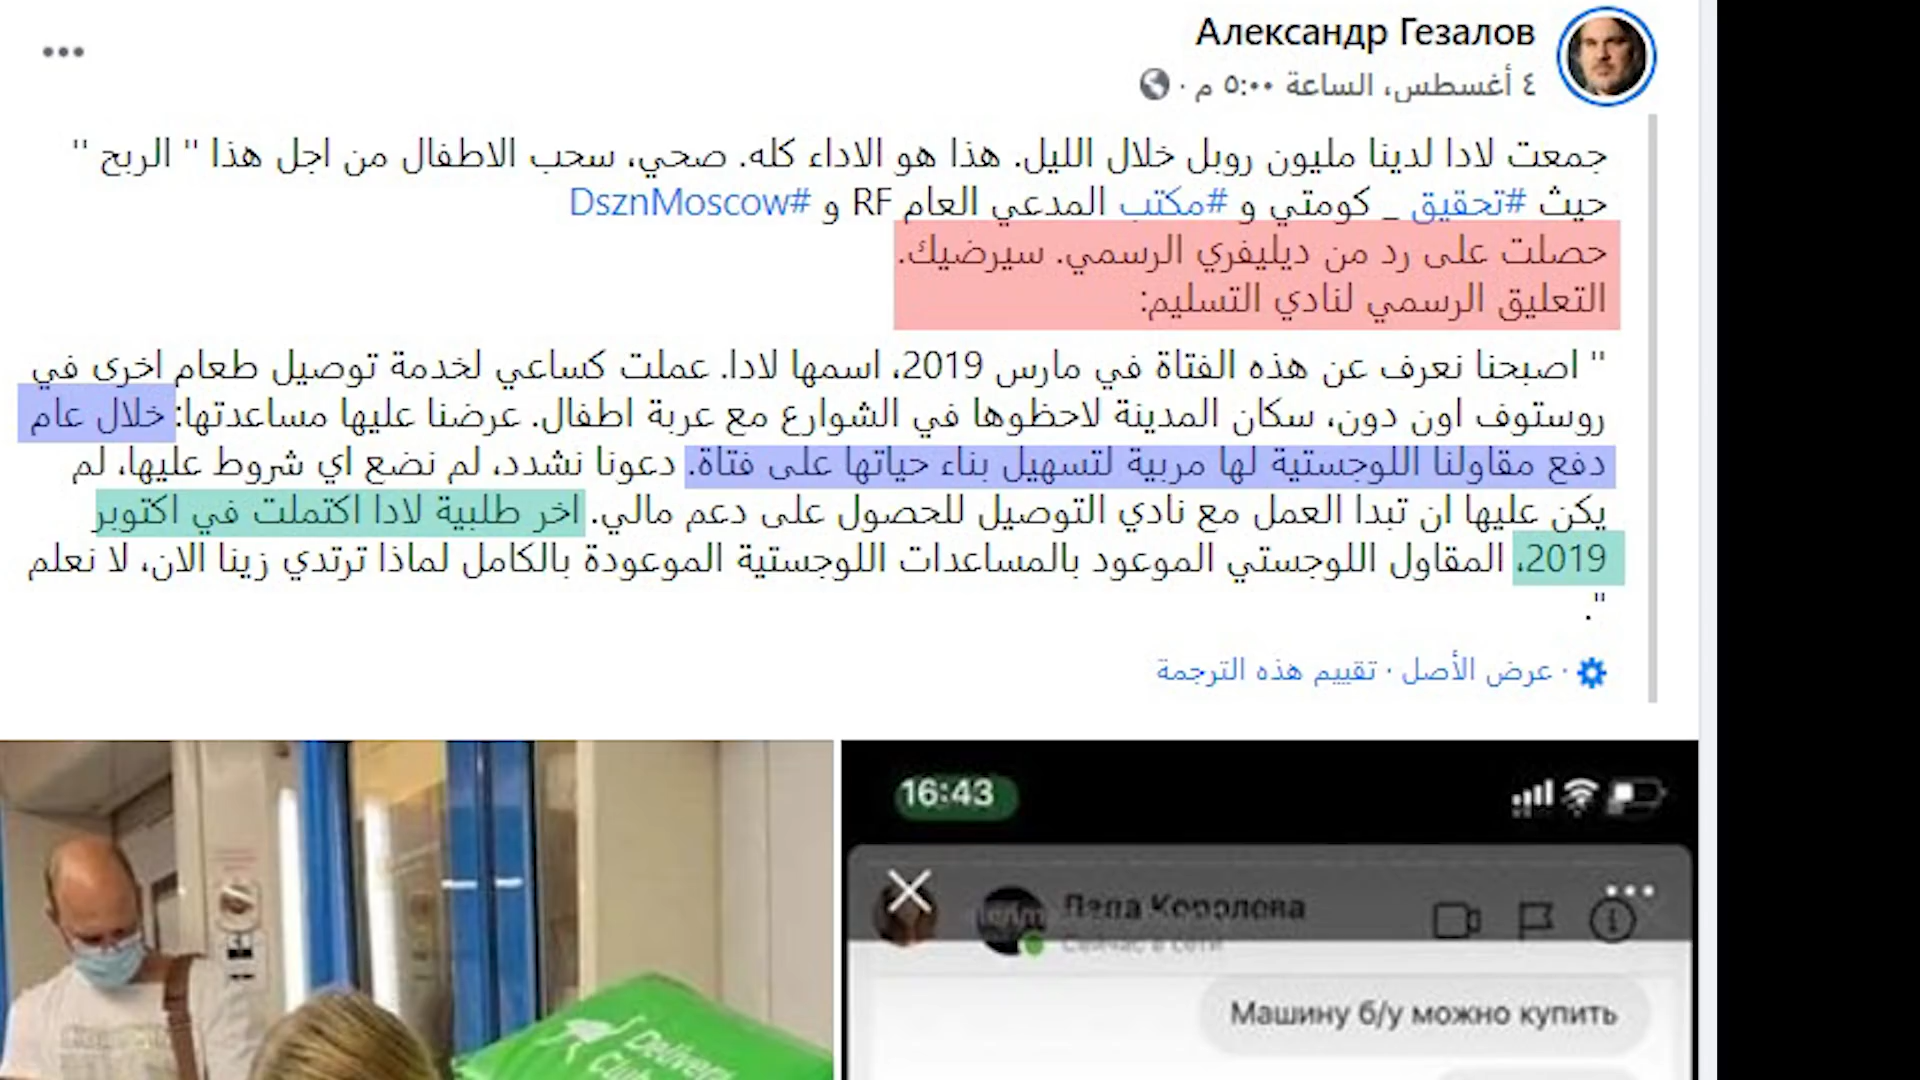 Александр Гезалов
٤ أغسطس، الساعة ٥:٠٠ م ·
جمعت لادا لدينا مليون روبل خلال الليل. هذا هو الاداء كله. صحي، سحب الاطفال من اجل هذا " الربح "
حيث #تحقيق _ كومتي و #مكتب المدعي العام RF و #DsznMoscow
حصلت على رد من ديليفري الرسمي. سيرضيك.
التعليق الرسمي لنادي التسليم:
" اصبحنا نعرف عن هذه الفتاة في مارس 2019، اسمها لادا. عملت كساعي لخدمة توصيل طعام اخرى في
روستوف اون دون، سكان المدينة لاحظوها في الشوارع مع عربة اطفال. عرضنا عليها مساعدتها: خلال عام
دفع مقاولنا اللوجستية لها مربية لتسهيل بناء حياتها على فتاة. دعونا نشدد، لم نضع اي شروط عليها، لم
يكن عليها ان تبدا العمل مع نادي التوصيل للحصول على دعم مالي. اخر طلبية لادا اكتملت في اكتوبر
2019، المقاول اللوجستي الموعود بالمساعدات اللوجستية الموعودة بالكامل لماذا ترتدي زينا الان، لا نعلم
".
· عرض الأصل · تقييم هذه الترجمة
16:43
Королева
Сейчас в сети
Машину б/у можно купить
Delivery
Club